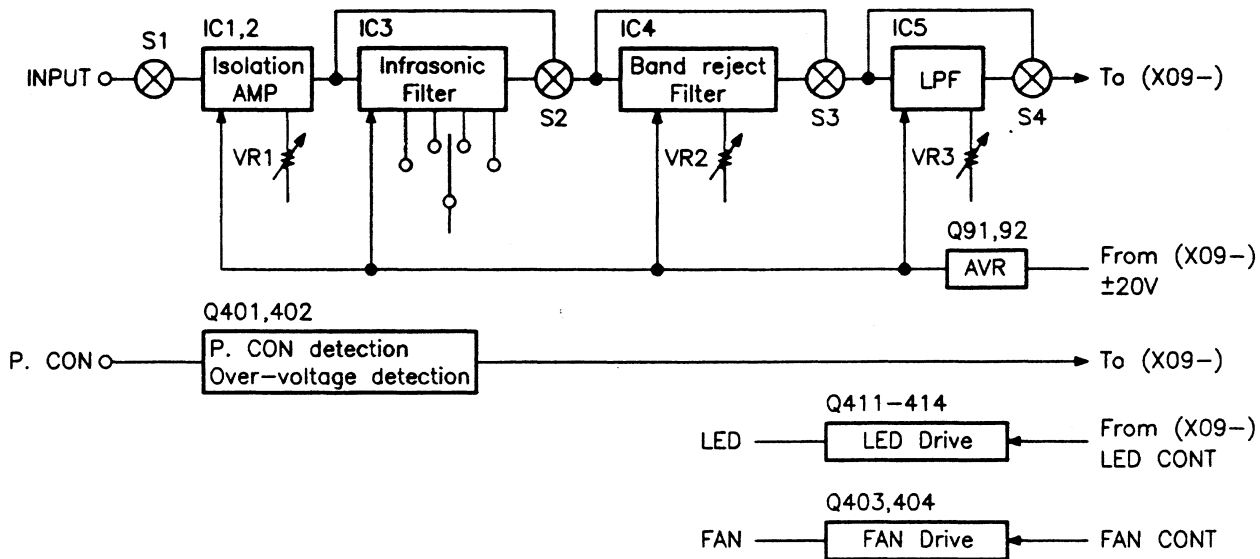 S1
IC1,2
IC3
IC4
IC5
INPUT
Isolation
AMP
Infrasonic
Filter
S2
Band reject
Filter
S3
LPF
S4
To (X09-)
VR1
VR2
VR3
Q91,92
AVR
From (X09-)
±20V
Q401,402
P. CON
P. CON detection
Over-voltage detection
To (X09-)
Q411-414
LED
LED Drive
From (X09-)
LED CONT
Q403,404
FAN
FAN Drive
FAN CONT